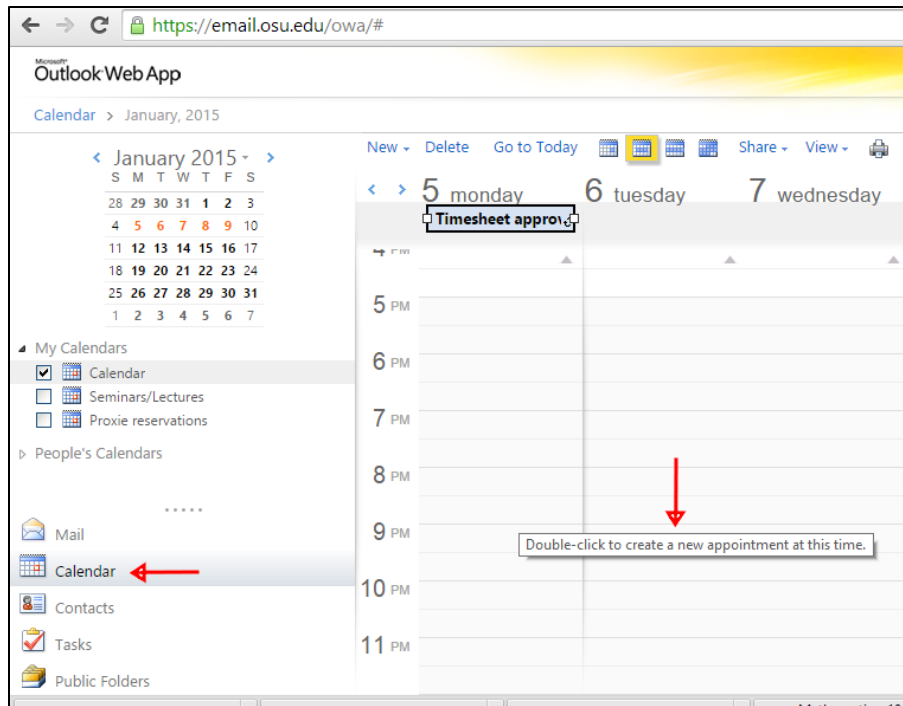 https://email.osu.edu/owa/#
Microsoft®
Outlook Web App
Calendar > January, 2015
January 2015
S M T W T F S
28 29 30 31 1 2 3
4 5 6 7 8 9 10
11 12 13 14 15 16 17
18 19 20 21 22 23 24
25 26 27 28 29 30 31
1 2 3 4 5 6 7
My Calendars
Calendar
Seminars/Lectures
Proxie reservations
People's Calendars
Mail
Calendar
Contacts
Tasks
Public Folders
New Delete Go to Today Share View
5 monday 6 tuesday 7 wednesday
Timesheet approv
4 PM
5 PM
6 PM
7 PM
8 PM
9 PM
Double-click to create a new appointment at this time.
10 PM
11 PM